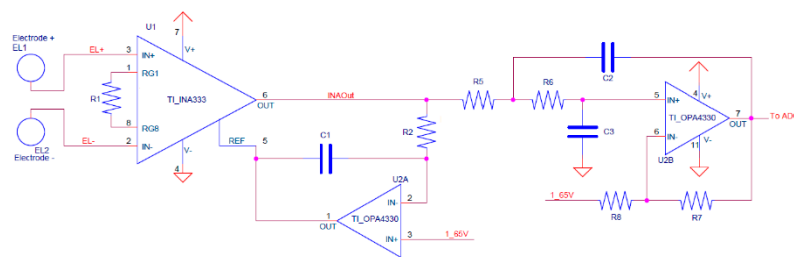 U1
Electrode +
EL1
EL+
3
7
V+
IN+
1
RG1
R1
TI_INA333
8
RG8
2
IN-
EL-
EL2
Electrode -
V-
4
6
OUT
REF
5
INAOut
R2
C1
U2A
TI_OPA4330
1
OUT
IN-
2
IN+
3
1_65V
R5
R6
C2
C3
5
IN+
4
V+
TI_OPA4330
7
OUT
To AD
6
IN-
U2B
V-
11
1_65V
R8
R7